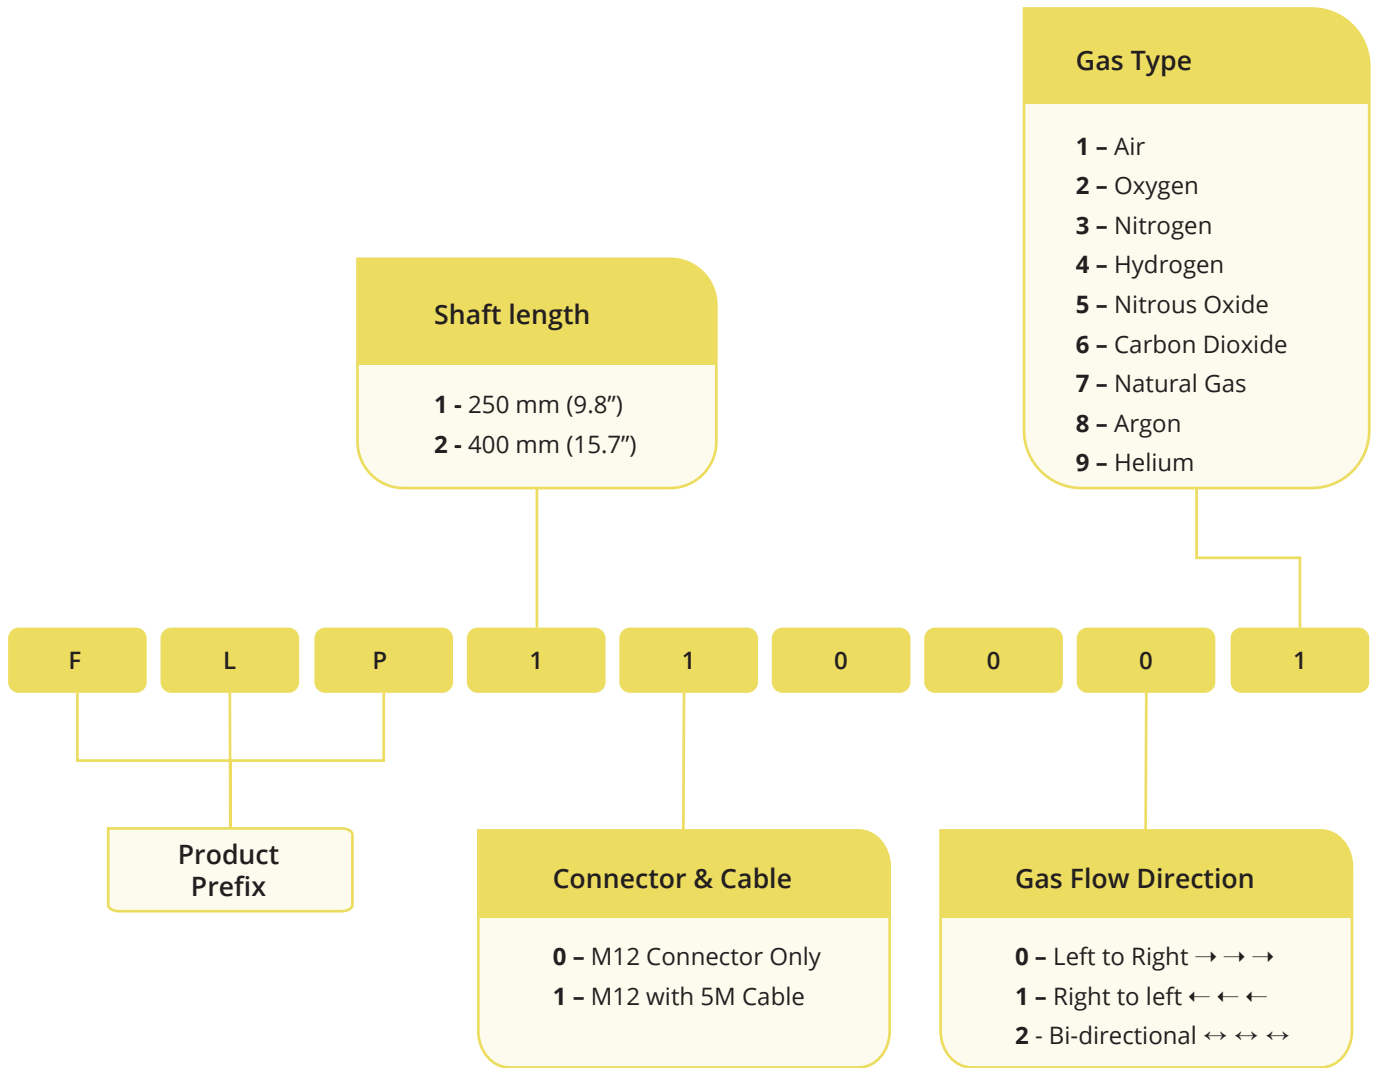 Gas Type
1 – Air
2 – Oxygen
3 – Nitrogen
4 – Hydrogen
5 – Nitrous Oxide
6 – Carbon Dioxide
7 – Natural Gas
8 – Argon
9 – Helium
Shaft length
1 - 250 mm (9.8”)
2 - 400 mm (15.7”)
F L P 1 1 0 0 0 1
Product
Prefix
Connector & Cable
0 – M12 Connector Only
1 – M12 with 5M Cable
Gas Flow Direction
0 – Left to Right → → →
1 – Right to left ← ← ←
2 - Bi-directional ↔ ↔ ↔